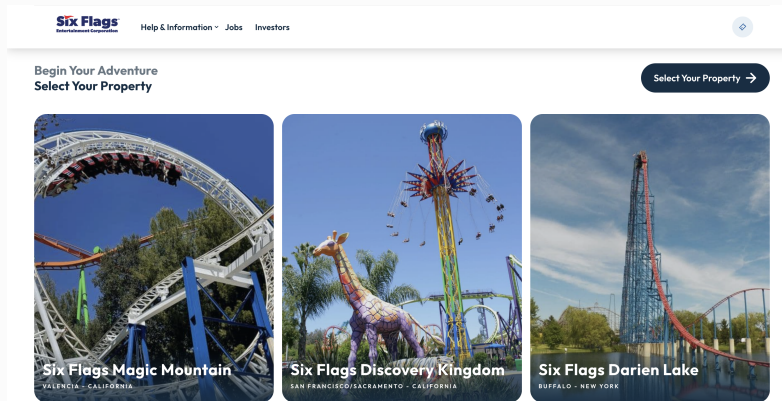 Six Flags
Entertainment Corporation
Help & Information
Jobs
Investors
Begin Your Adventure
Select Your Property
Select Your Property
Six Flags Magic Mountain
VALENCIA - CALIFORNIA
Six Flags Discovery Kingdom
SAN FRANCISCO/SACRAMENTO - CALIFORNIA
Six Flags Darien Lake
BUFFALO - NEW YORK